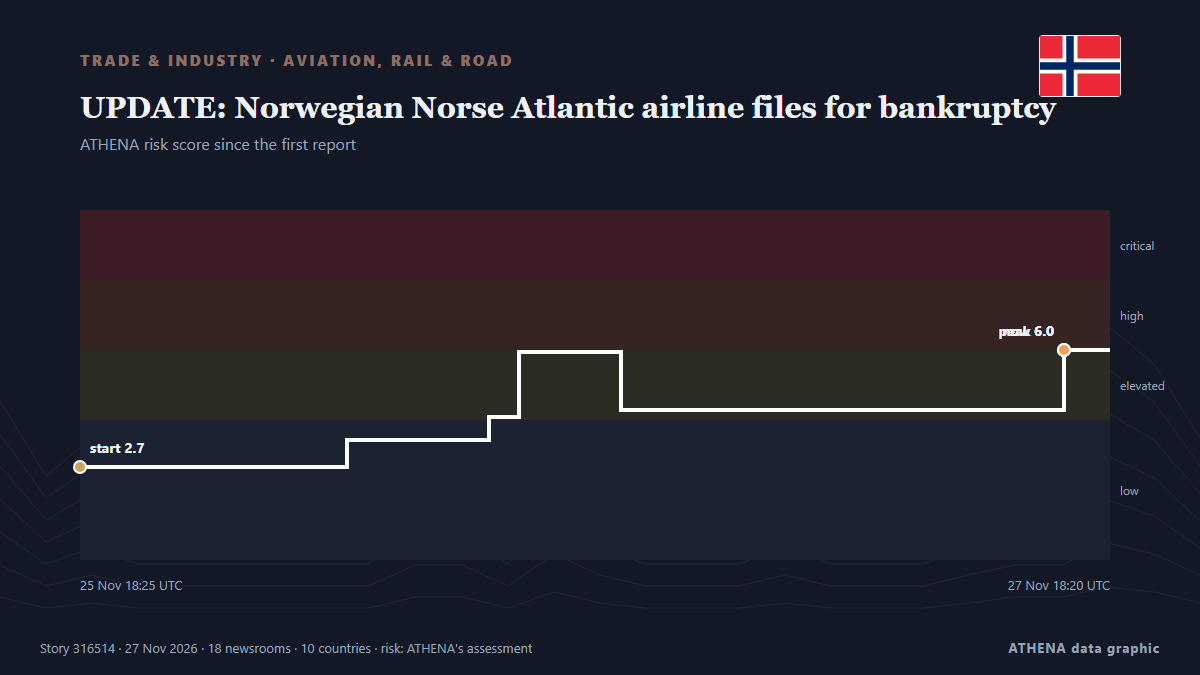 TRADE & INDUSTRY · AVIATION, RAIL & ROAD
UPDATE: Norwegian Norse Atlantic airline files for bankruptcy
ATHENA risk score since the first report
critical
high
peak 6.0
elevated
start 2.7
low
25 Nov 18:25 UTC
27 Nov 18:20 UTC
Story 316514 · 27 Nov 2026 · 18 newsrooms · 10 countries · risk: ATHENA's assessment
ATHENA data graphic